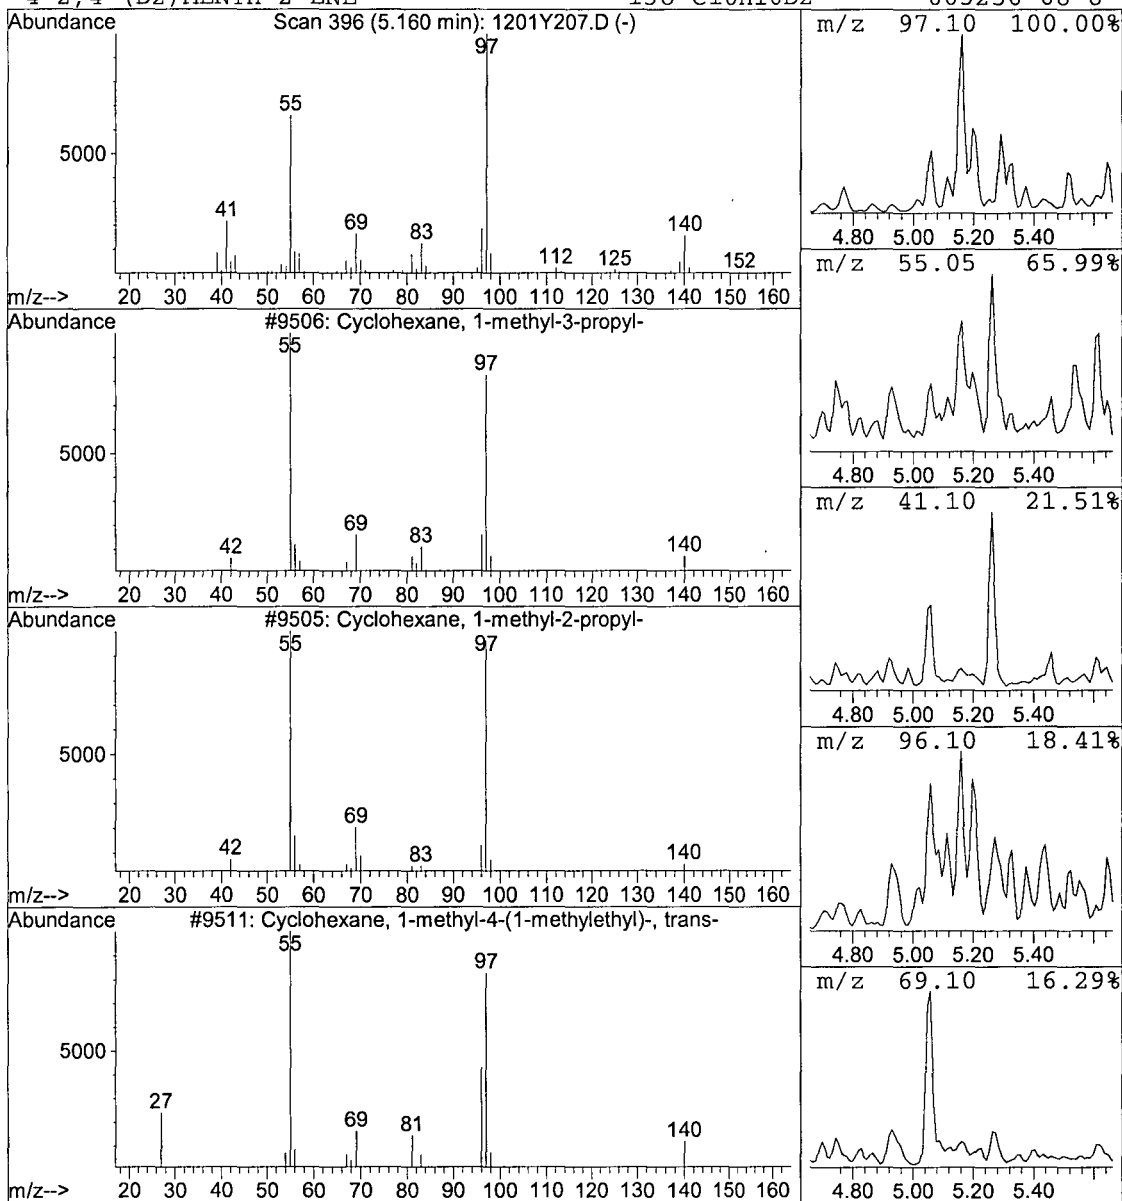 Abundance Scan 396 (5.160 min): 1201Y207.D (-)
97
55
5000
41
69
83
140
112 125 152
m/z--> 20 30 40 50 60 70 80 90 100 110 120 130 140 150 160
Abundance #9506: Cyclohexane, 1-methyl-3-propyl-
55
97
5000
69
83
42
140
m/z--> 20 30 40 50 60 70 80 90 100 110 120 130 140 150 160
Abundance #9505: Cyclohexane, 1-methyl-2-propyl-
55 97
5000
69
42 83 140
m/z--> 20 30 40 50 60 70 80 90 100 110 120 130 140 150 160
Abundance #9511: Cyclohexane, 1-methyl-4-(1-methylethyl)-, trans-
55
97
5000
27
69 81
140
m/z--> 20 30 40 50 60 70 80 90 100 110 120 130 140 150 160
m/z 97.10 100.00%
4.80 5.00 5.20 5.40
m/z 55.05 65.99%
4.80 5.00 5.20 5.40
m/z 41.10 21.51%
4.80 5.00 5.20 5.40
m/z 96.10 18.41%
4.80 5.00 5.20 5.40
m/z 69.10 16.29%
4.80 5.00 5.20 5.40